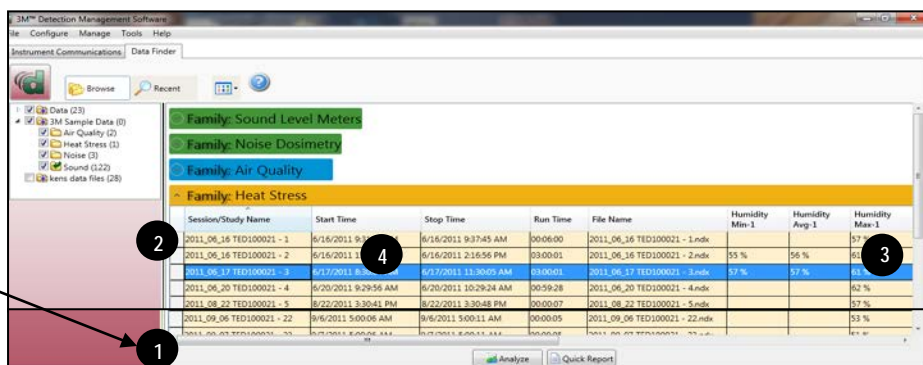 3M™ Detection Management Software
ile Configure Manage Tools Help
Instrument Communications Data Finder
Browse Recent
Data (23)
3M Sample Data (0)
Air Quality (2)
Heat Stress (1)
Noise (3)
Sound (122)
kens data files (28)
Family: Sound Level Meters
Family: Noise Dosimetry
Family: Air Quality
Family: Heat Stress
Session/Study Name Start Time Stop Time Run Time File Name Humidity Min-1 Humidity Avg-1 Humidity Max-1
2011_06_16 TED100021 - 1 6/16/2011 6/16/2011 9:37:45 AM 00:06:00 2011_06_16 TED100021 - 1.ndx 57 %
2011_06_16 TED100021 - 2 6/16/2011 6/16/2011 2:16:56 PM 03:00:01 2011_06_16 TED100021 - 2.ndx 55 % 56 %
2011_06_17 TED100021 - 3 6/17/2011 6/17/2011 11:30:05 AM 03:00:01 2011_06_17 TED100021 - 3.ndx 57 % 57 % 61 %
2011_06_20 TED100021 - 4 6/20/2011 9:29:56 AM 6/20/2011 10:29:24 AM 00:59:28 2011_06_20 TED100021 - 4.ndx 62 %
2011_08_22 TED100021 - 5 8/22/2011 3:30:41 PM 8/22/2011 3:30:48 PM 00:00:07 2011_08_22 TED100021 - 5.ndx 57 %
2011_09_06 TED100021 - 22 9/6/2011 5:00:06 AM 9/6/2011 5:00:11 AM 00:00:05 2011_09_06 TED100021 - 22.ndx 53 %
2
4
3
1
Analyze Quick Report